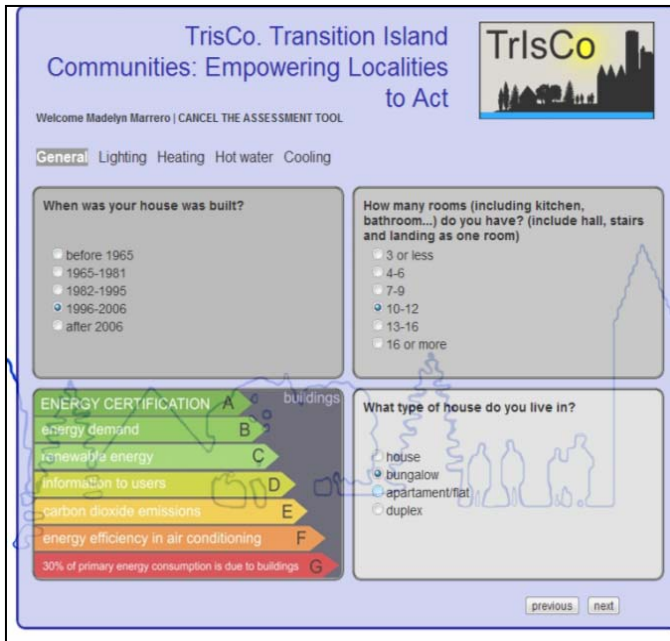 TrisCo. Transition Island
Communities: Empowering Localities
to Act
TrIsCo
Welcome Madelyn Marrero | CANCEL THE ASSESSMENT TOOL
General Lighting Heating Hot water Cooling
When was your house was built?
before 1965
1965-1981
1982-1995
1996-2006
after 2006
How many rooms (including kitchen,
bathroom...) do you have? (include hall, stairs
and landing as one room)
3 or less
4-6
7-9
10-12
13-16
16 or more
buildings
ENERGY CERTIFICATION A
energy demand B
renewable energy C
information to users D
carbon dioxide emissions E
energy efficiency in air conditioning F
30% of primary energy consumption is due to buildings G
What type of house do you live in?
house
bungalow
apartament/flat
duplex
previous next